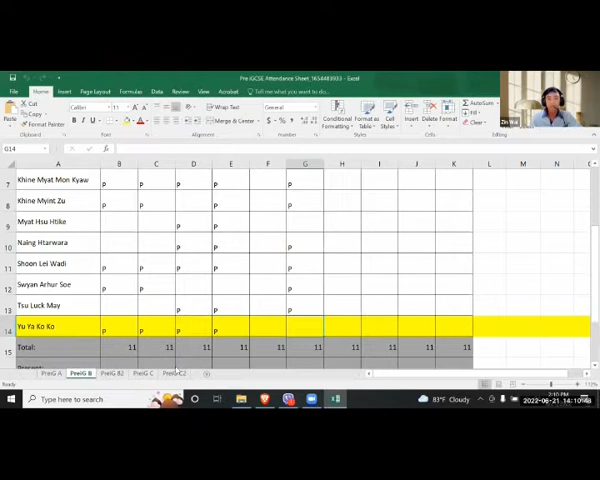 Pre iGCSE Attendance Sheet_1654483933 - Excel
File Home Insert Page Layout Formulas Data Review View Acrobat Tell me what you want to do...
Cut
Copy
Paste
Format Painter
Calibri 11
B I U
Wrap Text
Merge & Center
General
$ % ,
Conditional Formatting
Format as Table
Cell Styles
Insert Delete Format
AutoSum
Fill
Clear
Clipboard Font Alignment Number Styles Cells
Zin Wai
G14
A B C D E F G H I J K L M N
7 Khine Myat Mon Kyaw P P P P P
8 Khine Myint Zu P P P P
9 Myat Hsu Htike P P
10 Naing Htarwara P P P
11 Shoon Lei Wadi P P P P P
12 Swyan Arhur Soe P P P
13 Tsu Luck May P P P
14 Yu Ya Ko Ko P P P P
15 Total: 11 11 11 11 11 11 11 11 11 11
PreiG A PreiG B PreiG B2 PreiG C PreiG C2
Ready
Type here to search
83°F Cloudy
2:10 PM
2022-06-21 14:10:48